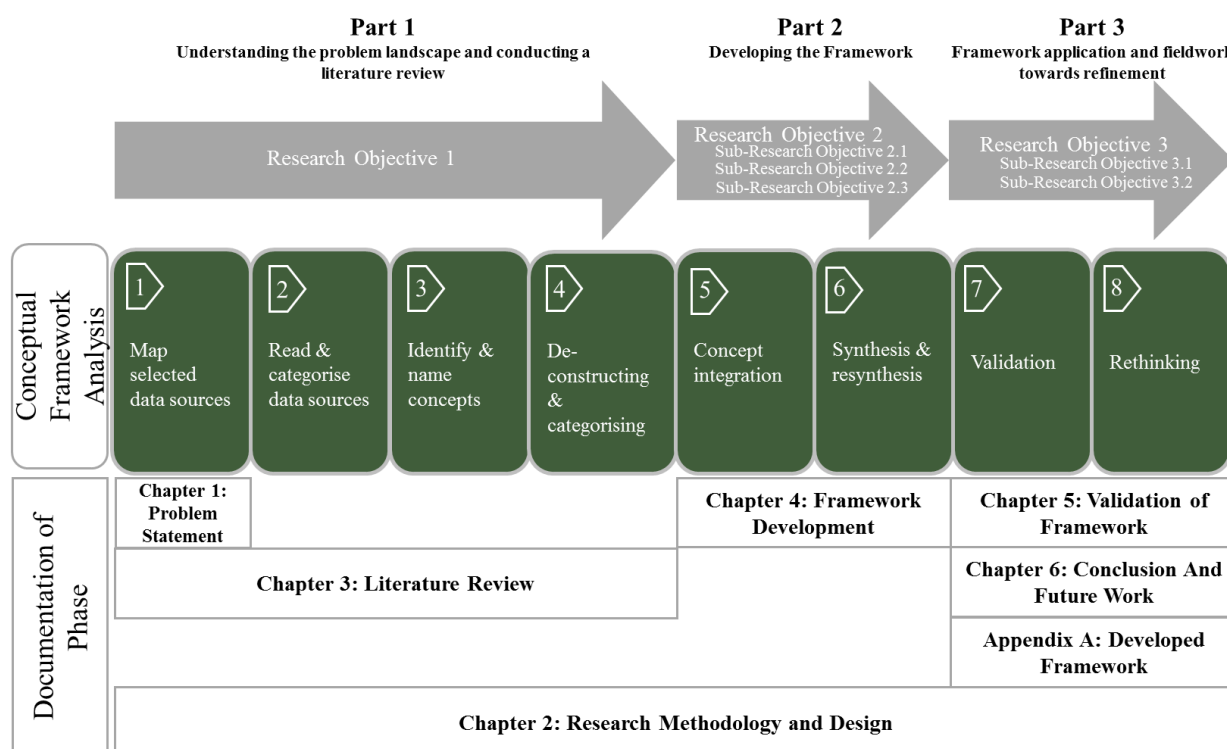 Part 1
Understanding the problem landscape and conducting a
literature review
Part 2
Developing the Framework
Part 3
Framework application and fieldwork
towards refinement
Research Objective 1
Research Objective 2
Sub-Research Objective 2.1
Sub-Research Objective 2.2
Sub-Research Objective 2.3
Research Objective 3
Sub-Research Objective 3.1
Sub-Research Objective 3.2
Conceptual
Framework
Analysis
1
Map
selected
data sources
2
Read &
categorise
data sources
3
Identify &
name
concepts
4
De-
constructing
&
categorising
5
Concept
integration
6
Synthesis &
resynthesis
7
Validation
8
Rethinking
Documentation of
Phase
Chapter 1:
Problem
Statement
Chapter 4: Framework
Development
Chapter 5: Validation of
Framework
Chapter 3: Literature Review
Chapter 6: Conclusion And
Future Work
Appendix A: Developed
Framework
Chapter 2: Research Methodology and Design